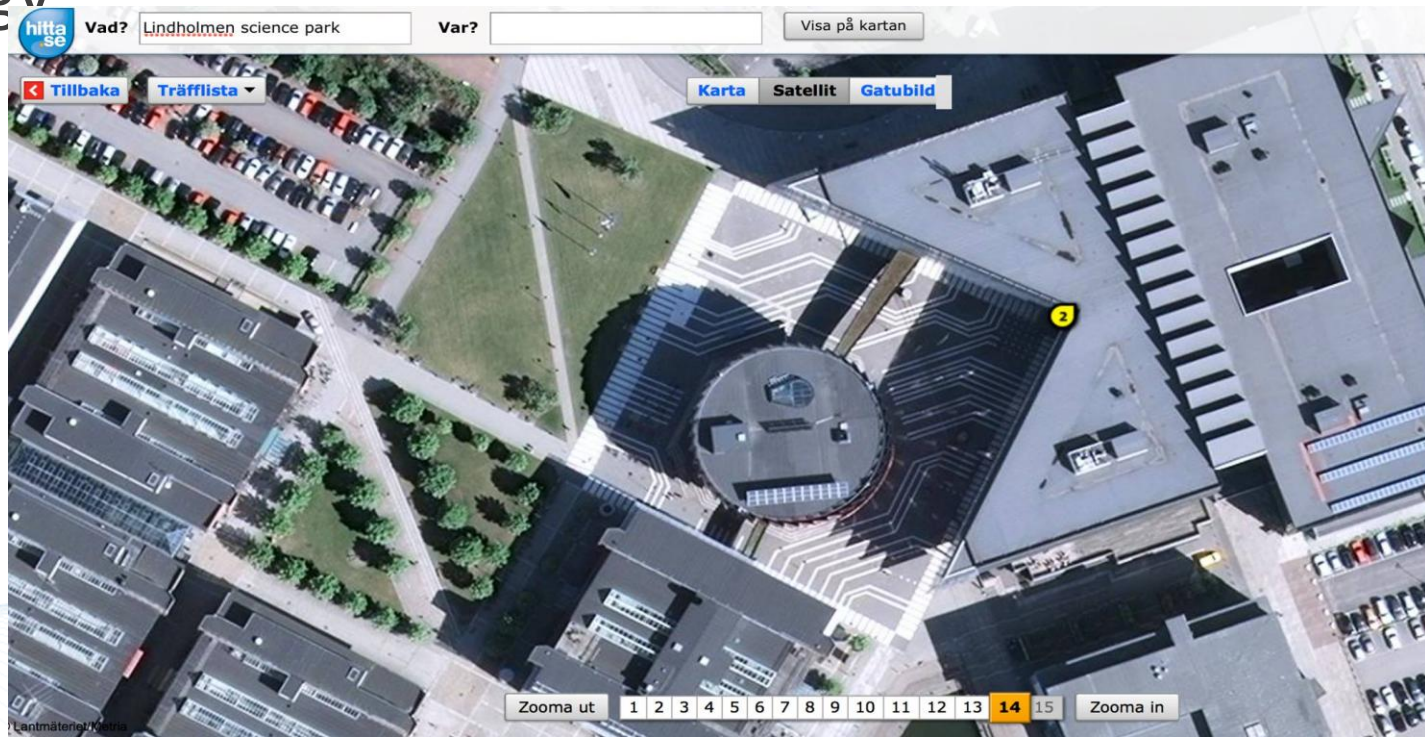 hitta
.se
Vad? Lindholmen science park Var? Visa på kartan
Tillbaka Träfflista Karta Satellit Gatubild
2
Zooma ut 1 2 3 4 5 6 7 8 9 10 11 12 13 14 15 Zooma in
Lantmäteriet/Metria